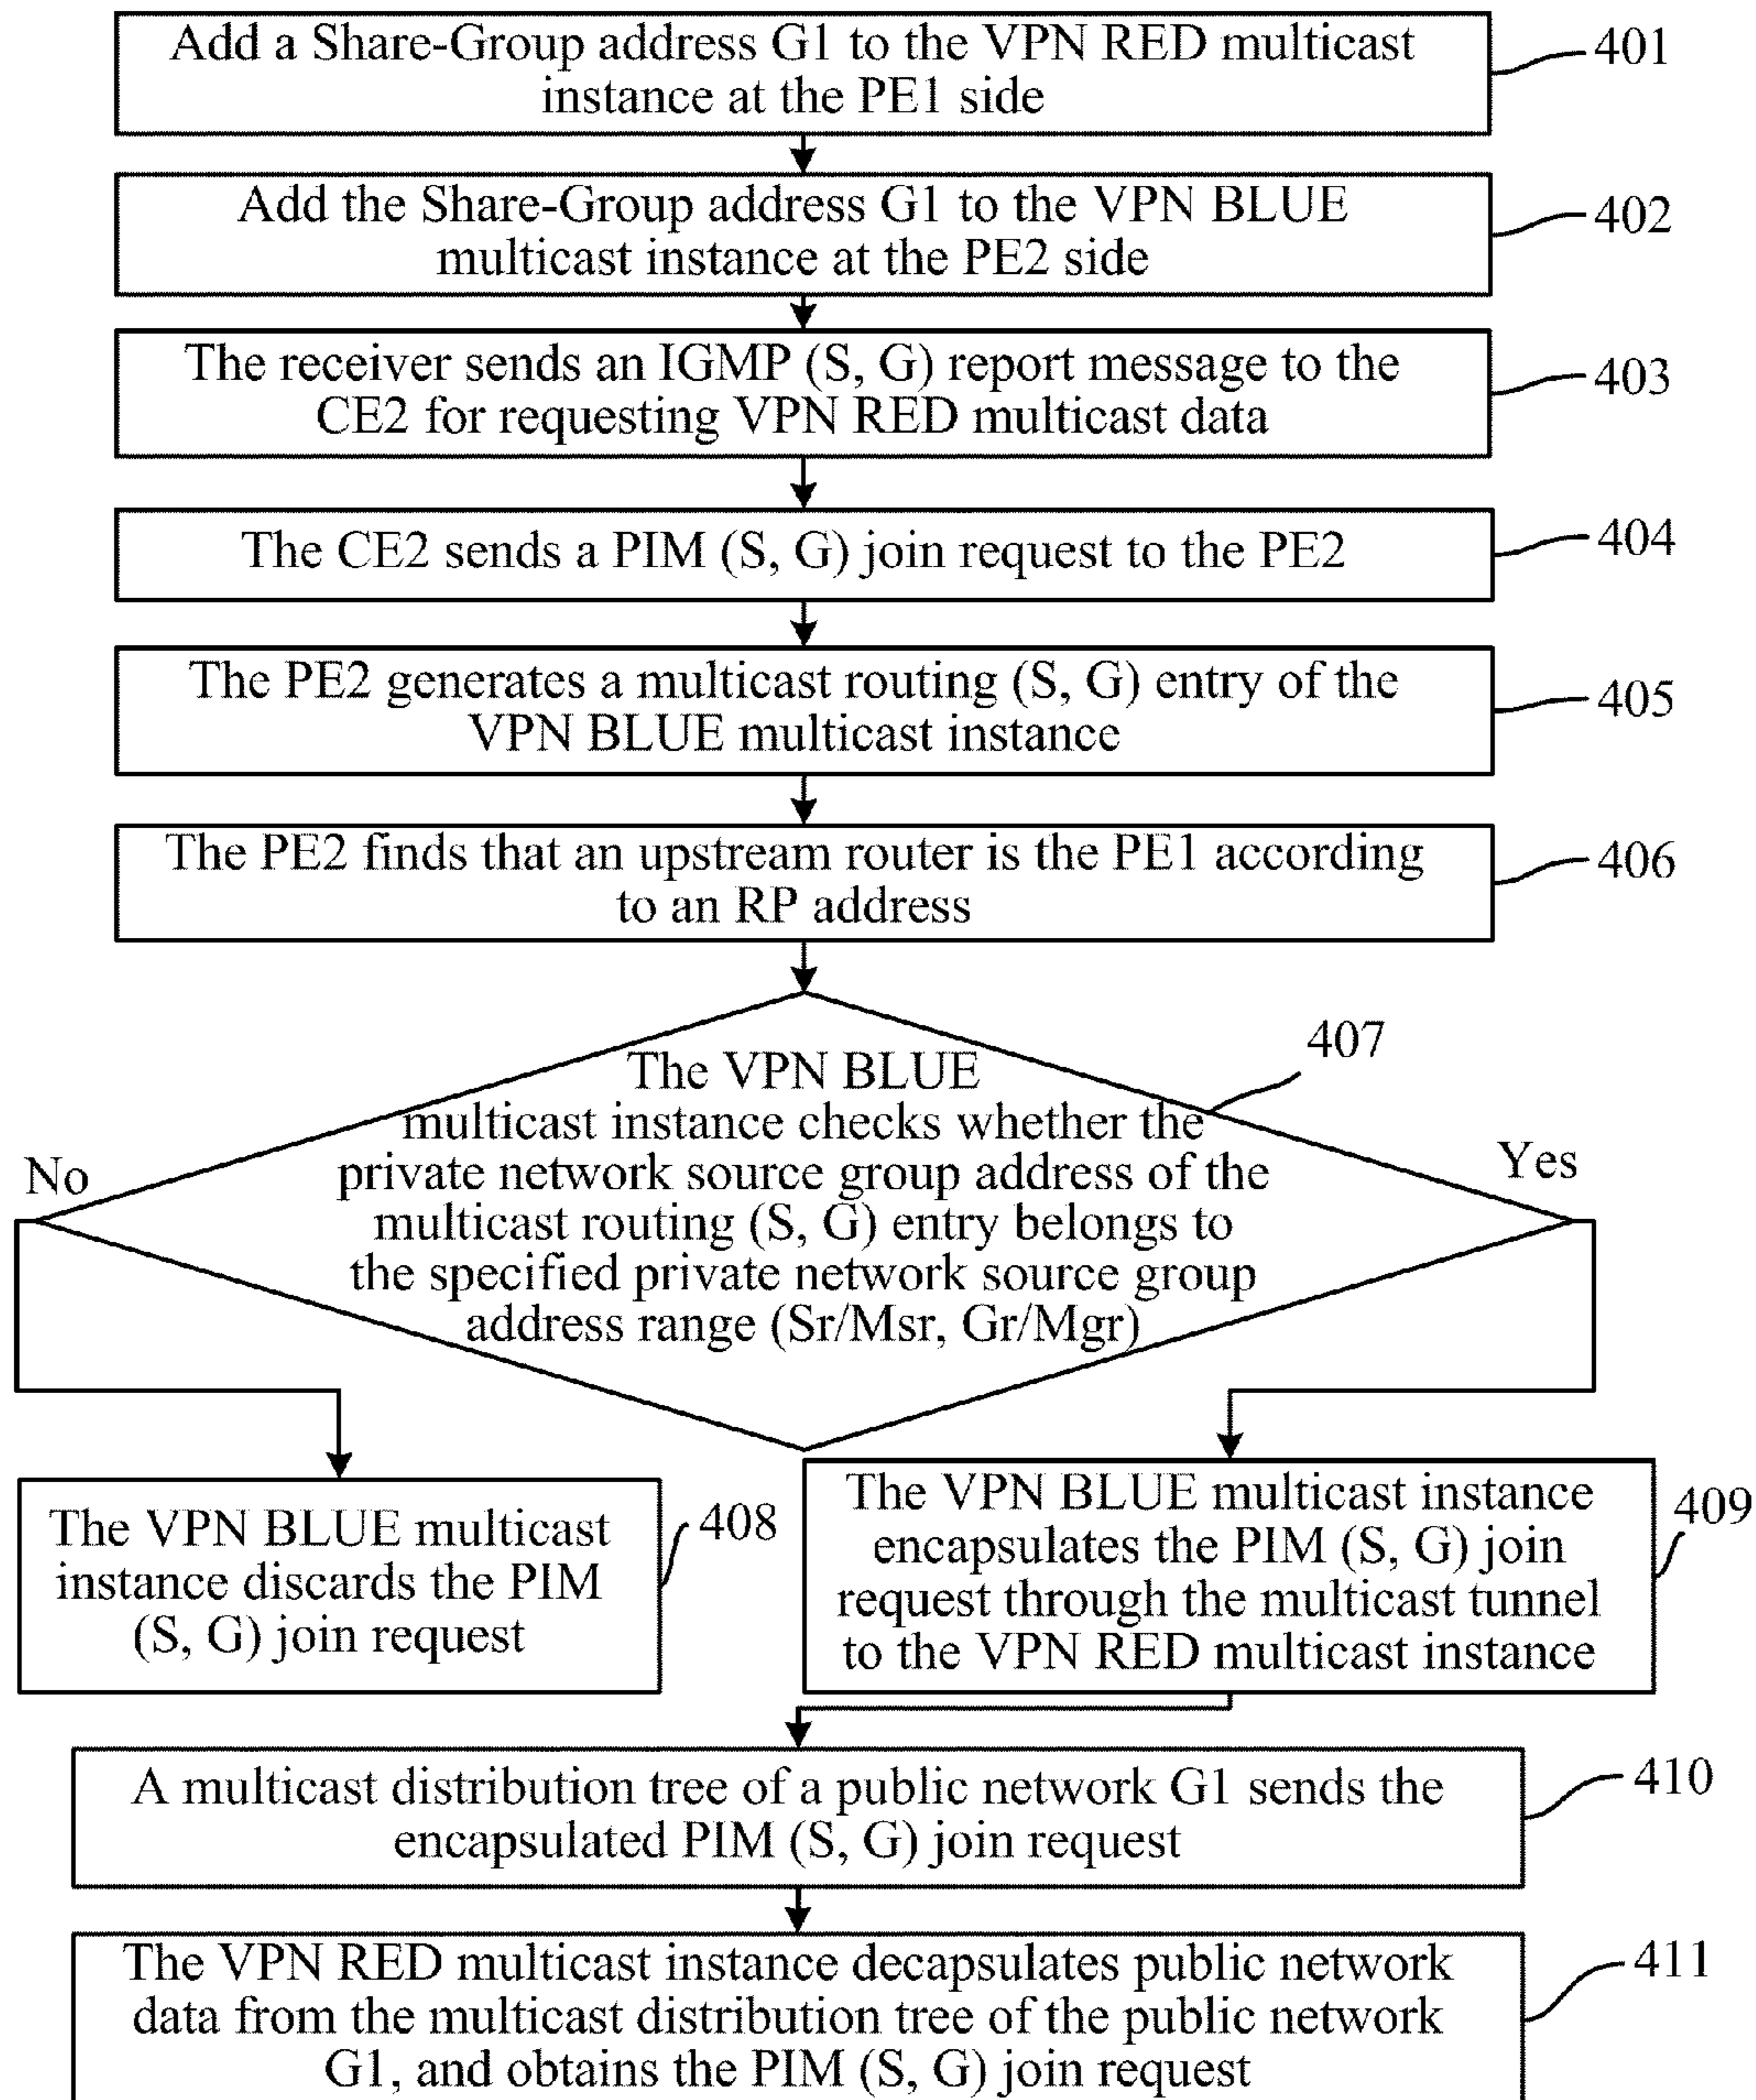 Add a Share-Group address G1 to the VPN RED multicast
instance at the PE1 side
401
Add the Share-Group address G1 to the VPN BLUE
multicast instance at the PE2 side
402
The receiver sends an IGMP (S, G) report message to the
CE2 for requesting VPN RED multicast data
403
The CE2 sends a PIM (S, G) join request to the PE2
404
The PE2 generates a multicast routing (S, G) entry of the
VPN BLUE multicast instance
405
The PE2 finds that an upstream router is the PE1 according
to an RP address
406
The VPN BLUE
multicast instance checks whether the
private network source group address of the
multicast routing (S, G) entry belongs to
the specified private network source group
address range (Sr/Msr, Gr/Mgr)
407
No
Yes
The VPN BLUE multicast
instance discards the PIM
(S, G) join request
408
The VPN BLUE multicast instance
encapsulates the PIM (S, G) join
request through the multicast tunnel
to the VPN RED multicast instance
409
A multicast distribution tree of a public network G1 sends the
encapsulated PIM (S, G) join request
410
The VPN RED multicast instance decapsulates public network
data from the multicast distribution tree of the public network
G1, and obtains the PIM (S, G) join request
411